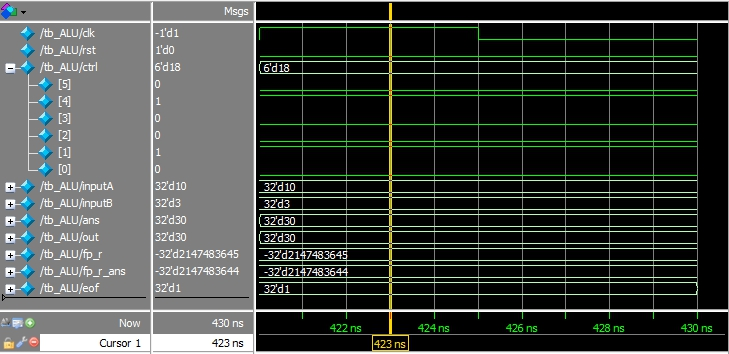 Msgs
/tb_ALU/clk -1'd1
/tb_ALU/rst 1'd0
/tb_ALU/ctrl 6'd18 6'd18
[5] 0
[4] 1
[3] 0
[2] 0
[1] 1
[0] 0
/tb_ALU/inputA 32'd10 32'd10
/tb_ALU/inputB 32'd3 32'd3
/tb_ALU/ans 32'd30 32'd30
/tb_ALU/out 32'd30 32'd30
/tb_ALU/fp_r -32'd2147483645 -32'd2147483645
/tb_ALU/fp_r_ans -32'd2147483644 -32'd2147483644
/tb_ALU/eof 32'd1 32'd1
Now 430 ns 422 ns 424 ns 426 ns 428 ns 430 ns
Cursor 1 423 ns 423 ns